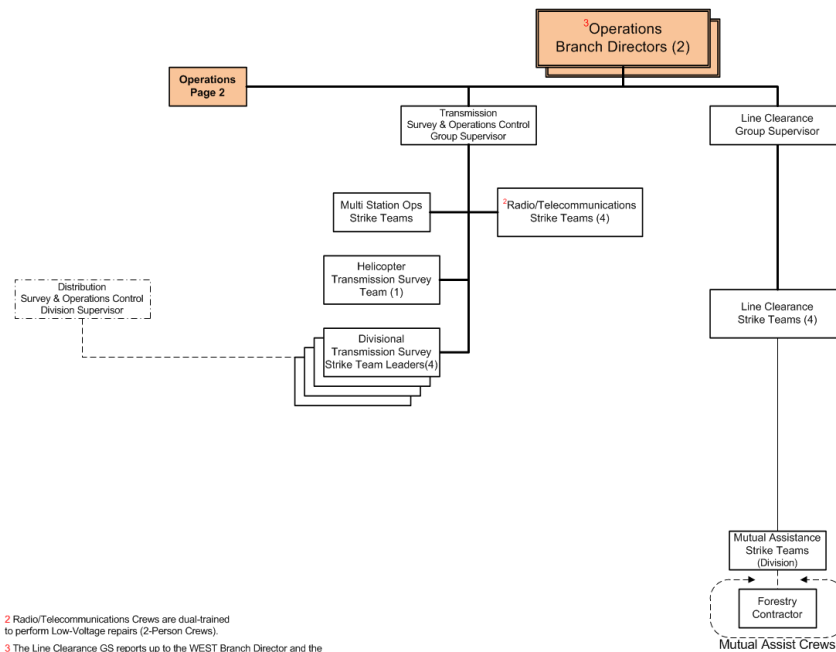 3Operations
Branch Directors (2)
Operations
Page 2
Transmission
Survey & Operations Control
Group Supervisor
Line Clearance
Group Supervisor
Multi Station Ops
Strike Teams
2Radio/Telecommunications
Strike Teams (4)
Helicopter
Transmission Survey
Team (1)
Distribution
Survey & Operations Control
Division Supervisor
Line Clearance
Strike Teams (4)
Divisional
Transmission Survey
Strike Team Leaders(4)
Mutual Assistance
Strike Teams
(Division)
Forestry
Contractor
Mutual Assist Crews
2 Radio/Telecommunications Crews are dual-trained
to perform Low-Voltage repairs (2-Person Crews).
3 The Line Clearance GS reports up to the WEST Branch Director and the